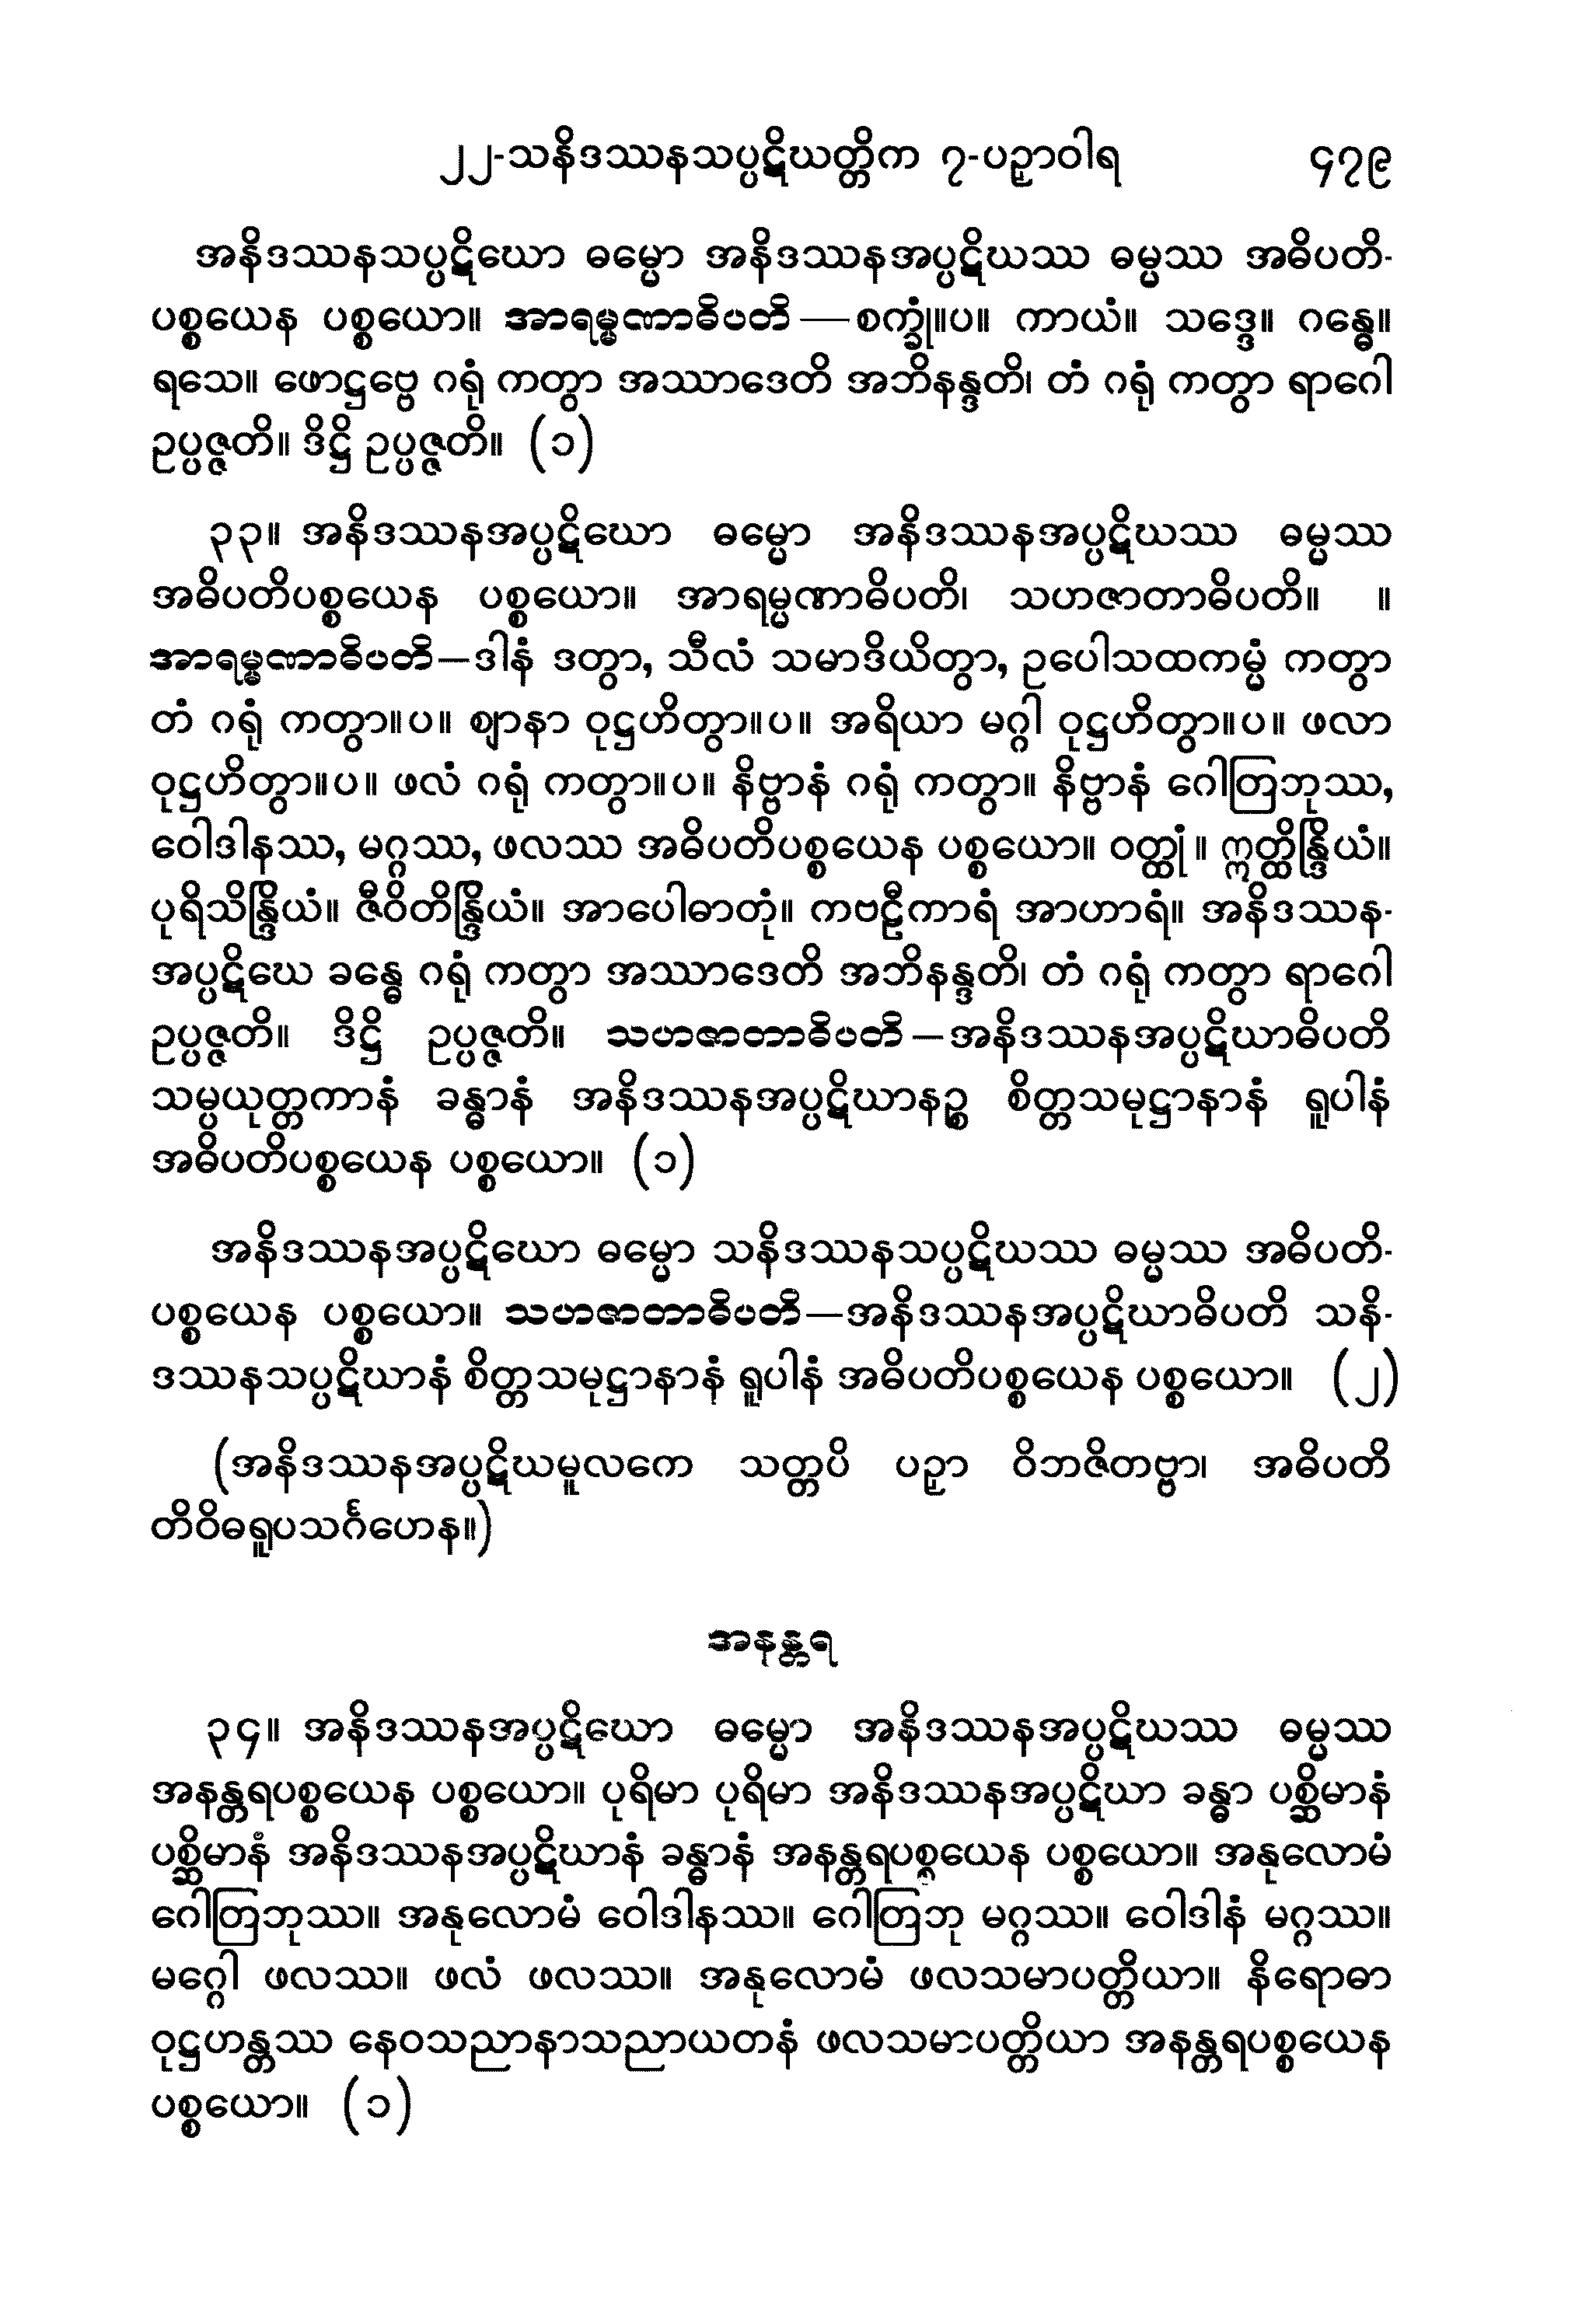 ၂၂-သနိဒဿနသပ္ပဋိဃတ္တိက ၇-ပဉှာဝါရ ၄၇၉
အနိဒဿနသပ္ပဋိဃော ဓမ္မော အနိဒဿနအပ္ပဋိဃဿ ဓမ္မဿ အဓိပတိ-
ပစ္စယေန ပစ္စယော။ အာရမ္မဏာဓိပတိ — စက္ခုံ။ပ။ ကာယံ။ သဒ္ဒေ။ ဂန္ဓေ။
ရသေ။ ဖောဋ္ဌဗ္ဗေ ဂရုံ ကတွာ အဿာဒေတိ အဘိနန္ဒတိ၊ တံ ဂရုံ ကတွာ ရာဂေါ
ဥပ္ပဇ္ဇတိ။ ဒိဋ္ဌိ ဥပ္ပဇ္ဇတိ။ (၁)
၃၃။ အနိဒဿနအပ္ပဋိဃော ဓမ္မော အနိဒဿနအပ္ပဋိဃဿ ဓမ္မဿ
အဓိပတိပစ္စယေန ပစ္စယော။ အာရမ္မဏာဓိပတိ၊ သဟဇာတာဓိပတိ။ ။
အာရမ္မဏာဓိပတိ—ဒါနံ ဒတွာ, သီလံ သမာဒိယိတွာ, ဥပေါသထကမ္မံ ကတွာ
တံ ဂရုံ ကတွာ။ပ။ ဈာနာ ဝုဋ္ဌဟိတွာ။ပ။ အရိယာ မဂ္ဂါ ဝုဋ္ဌဟိတွာ။ပ။ ဖလာ
ဝုဋ္ဌဟိတွာ။ပ။ ဖလံ ဂရုံ ကတွာ။ပ။ နိဗ္ဗာနံ ဂရုံ ကတွာ။ နိဗ္ဗာနံ ဂေါတြဘုဿ,
ဝေါဒါနဿ, မဂ္ဂဿ, ဖလဿ အဓိပတိပစ္စယေန ပစ္စယော။ ဝတ္ထုံ။ ဣတ္ထိန္ဒြိယံ။
ပုရိသိန္ဒြိယံ။ ဇီဝိတိန္ဒြိယံ။ အာပေါဓာတုံ။ ကဗဠီကာရံ အာဟာရံ။ အနိဒဿန-
အပ္ပဋိဃေ ခန္ဓေ ဂရုံ ကတွာ အဿာဒေတိ အဘိနန္ဒတိ၊ တံ ဂရုံ ကတွာ ရာဂေါ
ဥပ္ပဇ္ဇတိ။ ဒိဋ္ဌိ ဥပ္ပဇ္ဇတိ။ သဟဇာတာဓိပတိ—အနိဒဿနအပ္ပဋိဃာဓိပတိ
သမ္ပယုတ္တကာနံ ခန္ဓာနံ အနိဒဿနအပ္ပဋိဃာနဉ္စ စိတ္တသမုဋ္ဌာနာနံ ရူပါနံ
အဓိပတိပစ္စယေန ပစ္စယော။ (၁)
အနိဒဿနအပ္ပဋိဃော ဓမ္မော သနိဒဿနသပ္ပဋိဃဿ ဓမ္မဿ အဓိပတိ-
ပစ္စယေန ပစ္စယော။ သဟဇာတာဓိပတိ—အနိဒဿနအပ္ပဋိဃာဓိပတိ သနိ-
ဒဿနသပ္ပဋိဃာနံ စိတ္တသမုဋ္ဌာနာနံ ရူပါနံ အဓိပတိပစ္စယေန ပစ္စယော။ (၂)
(အနိဒဿနအပ္ပဋိဃမူလကေ သတ္တပိ ပဉှာ ဝိဘဇိတဗ္ဗာ၊ အဓိပတိ
တိဝိဓရူပသင်္ဂဟေန။)
အနန္တရ
၃၄။ အနိဒဿနအပ္ပဋိဃော ဓမ္မော အနိဒဿနအပ္ပဋိဃဿ ဓမ္မဿ
အနန္တရပစ္စယေန ပစ္စယော။ ပုရိမာ ပုရိမာ အနိဒဿနအပ္ပဋိဃာ ခန္ဓာ ပစ္ဆိမာနံ
ပစ္ဆိမာနံ အနိဒဿနအပ္ပဋိဃာနံ ခန္ဓာနံ အနန္တရပစ္စယေန ပစ္စယော။ အနုလောမံ
ဂေါတြဘုဿ။ အနုလောမံ ဝေါဒါနဿ။ ဂေါတြဘု မဂ္ဂဿ။ ဝေါဒါနံ မဂ္ဂဿ။
မဂ္ဂေါ ဖလဿ။ ဖလံ ဖလဿ။ အနုလောမံ ဖလသမာပတ္တိယာ။ နိရောဓာ
ဝုဋ္ဌဟန္တဿ နေဝသညာနာသညာယတနံ ဖလသမာပတ္တိယာ အနန္တရပစ္စယေန
ပစ္စယော။ (၁)